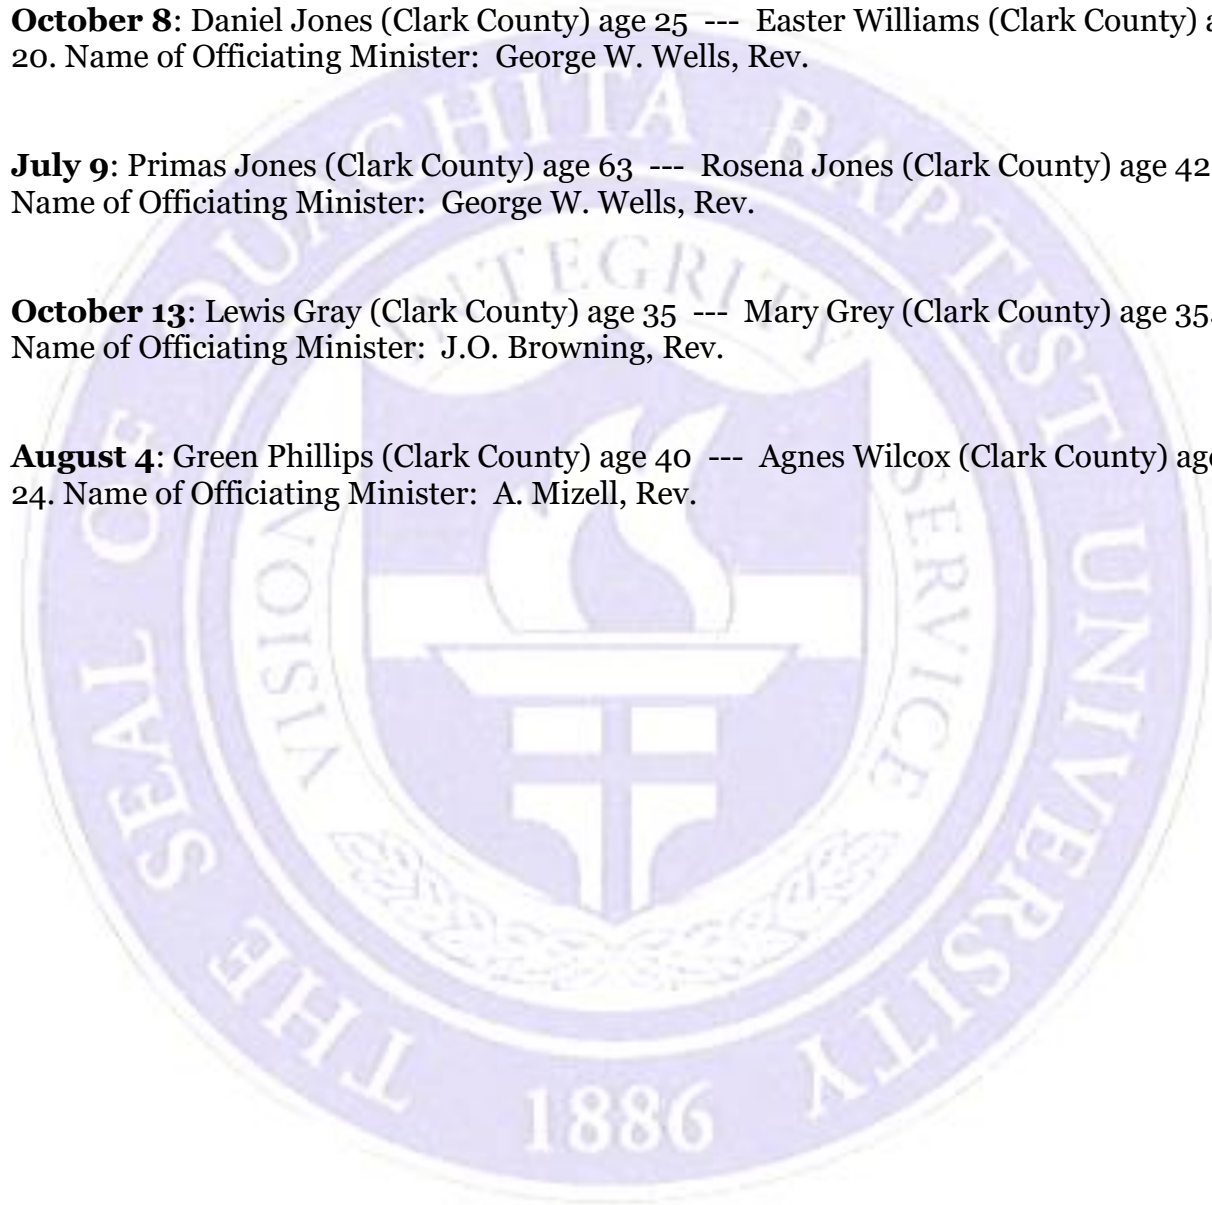 October 8: Daniel Jones (Clark County) age 25 --- Easter Williams (Clark County) a
20. Name of Officiating Minister: George W. Wells, Rev.
July 9: Primas Jones (Clark County) age 63 --- Rosena Jones (Clark County) age 42
Name of Officiating Minister: George W. Wells, Rev.
October 13: Lewis Gray (Clark County) age 35 --- Mary Grey (Clark County) age 35.
Name of Officiating Minister: J.O. Browning, Rev.
August 4: Green Phillips (Clark County) age 40 --- Agnes Wilcox (Clark County) age
24. Name of Officiating Minister: A. Mizell, Rev.
THE SEAL OF OUACHITA BAPTIST UNIVERSITY
VISION INTEGRITY SERVICE
1886